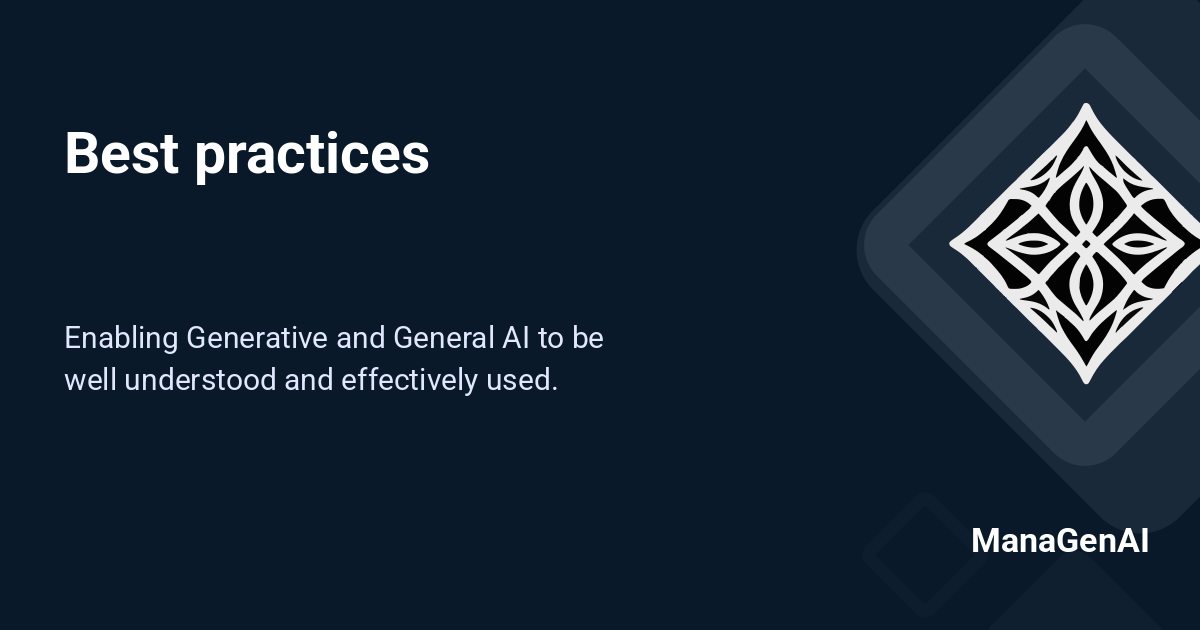 Best practices
Enabling Generative and General AI to be
well understood and effectively used.
ManaGenAI